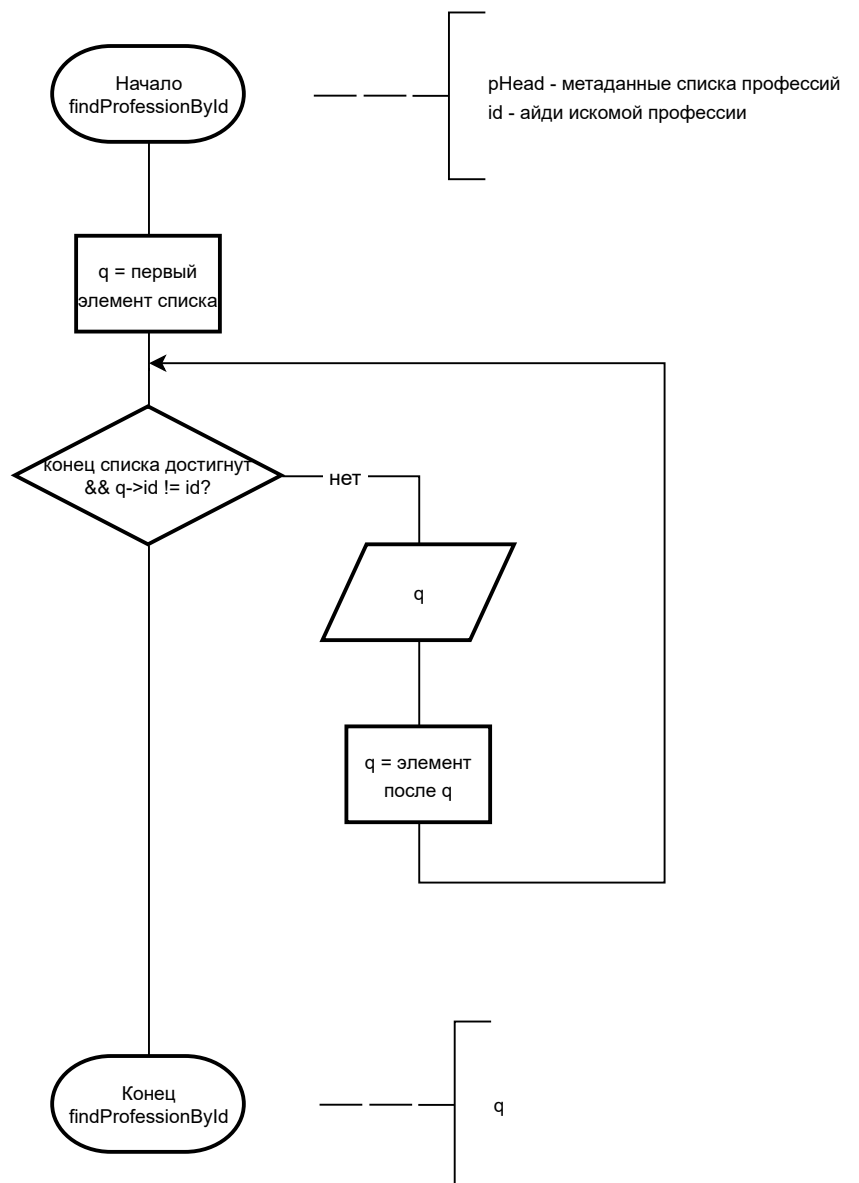 Начало
findProfessionById
pHead - метаданные списка профессий
id - айди искомой профессии
q = первый
элемент списка
конец списка достигнут
&& q->id != id?
нет
q
q = элемент
после q
Конец
findProfessionById
q